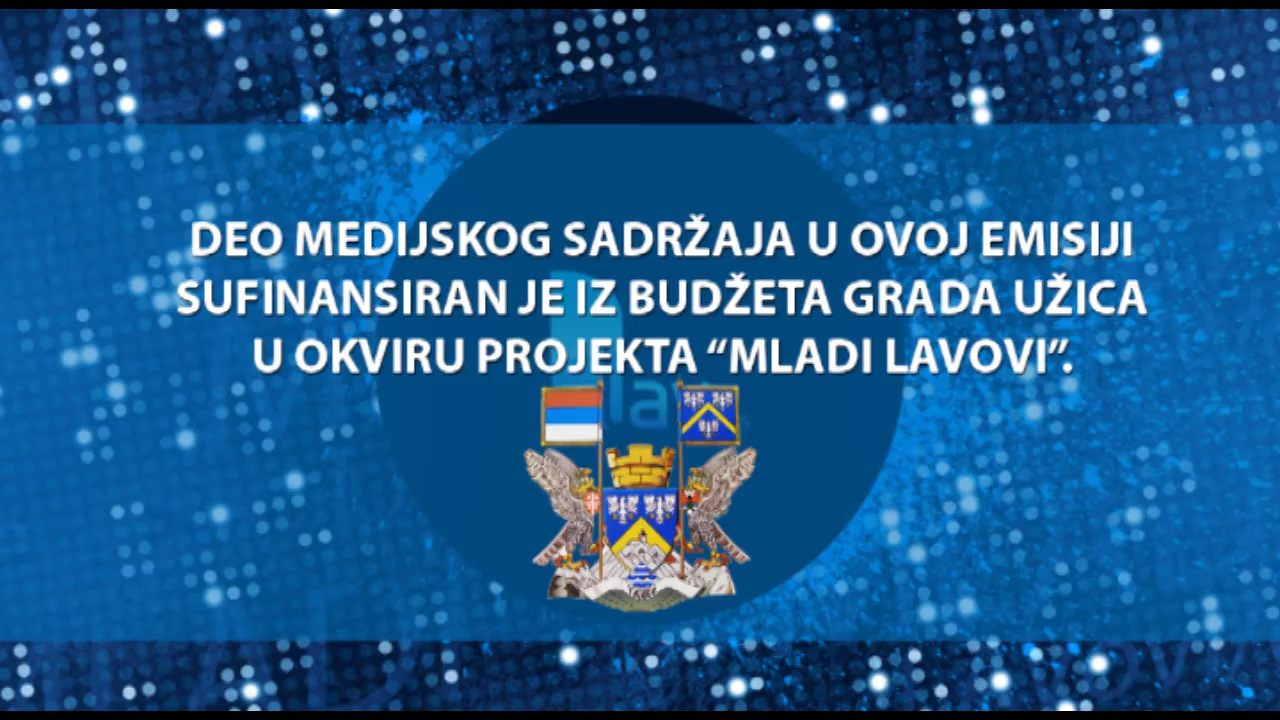 DEO MEDIJSKOG SADRŽAJA U OVOJ EMISIJI
SUFINANSIRAN JE IZ BUDŽETA GRADA UŽICA
U OKVIRU PROJEKTA “MLADI LAVOVI”.